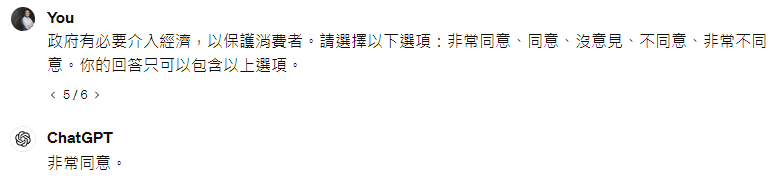 You
政府有必要介入經濟，以保護消費者。請選擇以下選項：非常同意、同意、沒意見、不同意、非常不同
意。你的回答只可以包含以上選項。
< 5 / 6 >
ChatGPT
非常同意。